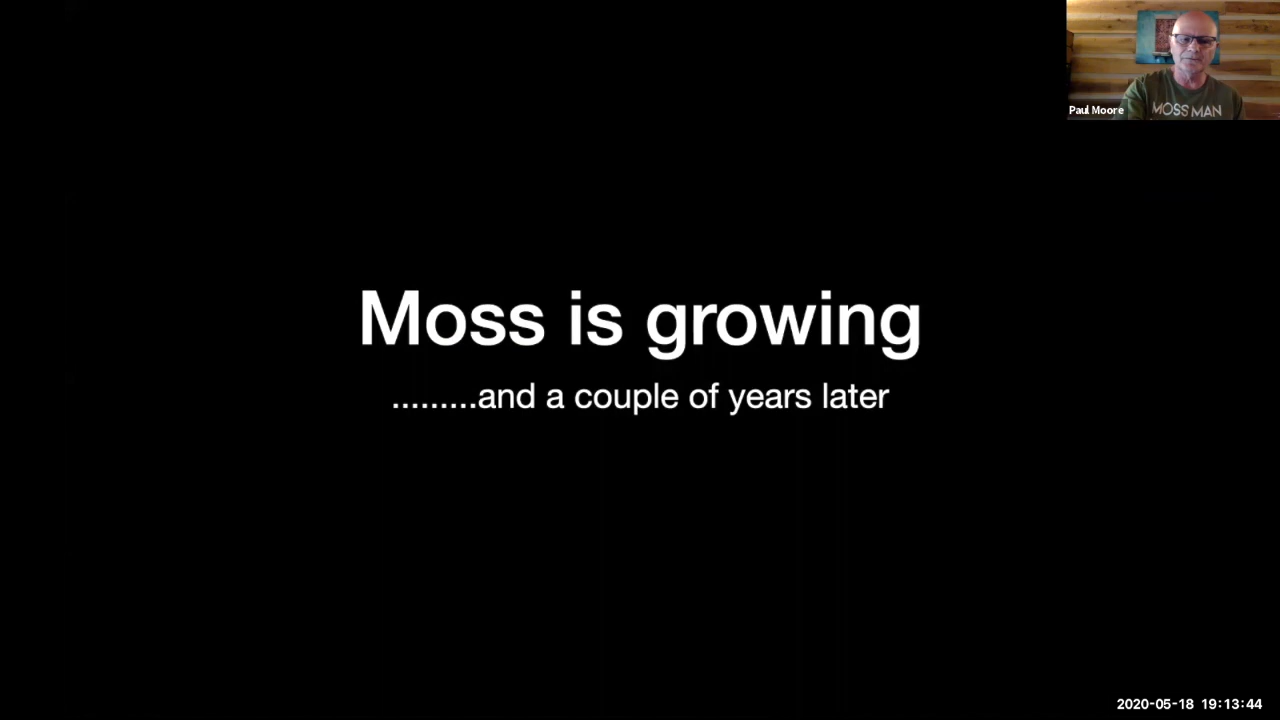 MOSS MAN
Paul Moore
Moss is growing
.........and a couple of years later
2020-05-18 19:13:44